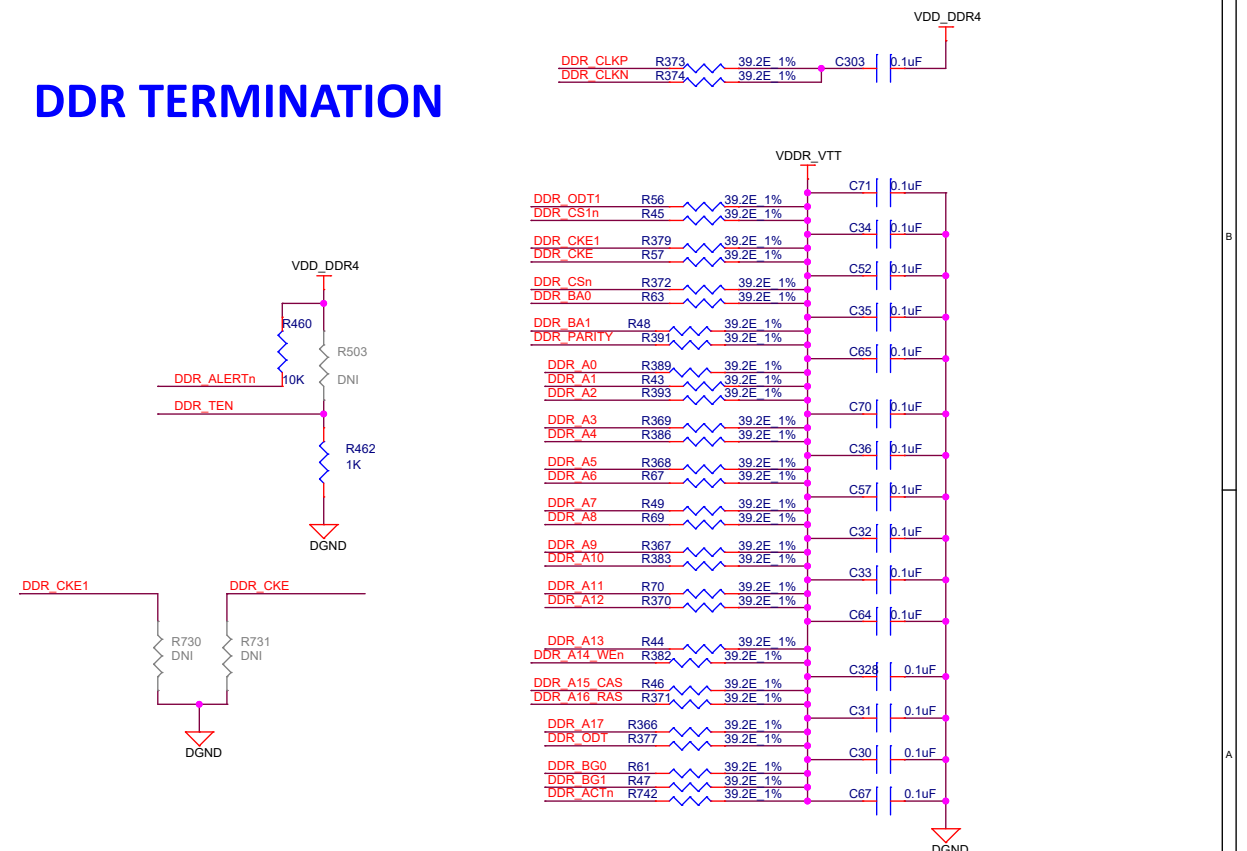 VDD_DDR4
DDR_CLKP R373 39.2E_1% C303 0.1uF
DDR_CLKN R374 39.2E_1%
DDR TERMINATION
VDDR_VTT
C71 0.1uF
DDR_ODT1 R56 39.2E_1%
DDR_CS1n R45 39.2E_1%
C34 0.1uF
B
DDR_CKE1 R379 39.2E_1%
DDR_CKE R57 39.2E_1%
VDD_DDR4
C52 0.1uF
DDR_CSn R372 39.2E_1%
DDR_BA0 R63 39.2E_1%
C35 0.1uF
R460
DDR_BA1 R48 39.2E_1%
DDR_PARITY R391 39.2E_1%
R503
C65 0.1uF
DDR_A0 R389 39.2E_1%
DDR_ALERTn 10K DNI
DDR_A1 R43 39.2E_1%
DDR_A2 R393 39.2E_1%
DDR_TEN
C70 0.1uF
DDR_A3 R369 39.2E_1%
DDR_A4 R386 39.2E_1%
R462
C36 0.1uF
1K
DDR_A5 R368 39.2E_1%
DDR_A6 R67 39.2E_1%
C57 0.1uF
DDR_A7 R49 39.2E_1%
DDR_A8 R69 39.2E_1%
C32 0.1uF
DGND
DDR_A9 R367 39.2E_1%
DDR_A10 R383 39.2E_1%
C33 0.1uF
DDR_CKE1 DDR_CKE
DDR_A11 R70 39.2E_1%
DDR_A12 R370 39.2E_1%
C64 0.1uF
R730 R731
DNI DNI
DDR_A13 R44 39.2E_1%
DDR_A14_WEn R382 39.2E_1%
C328 0.1uF
DDR_A15_CAS R46 39.2E_1%
DDR_A16_RAS R371 39.2E_1%
C31 0.1uF
DDR_A17 R366 39.2E_1%
DDR_ODT R377 39.2E_1%
DGND
C30 0.1uF
A
DDR_BG0 R61 39.2E_1%
DDR_BG1 R47 39.2E_1%
DDR_ACTn R742 39.2E_1%
C67 0.1uF
DGND